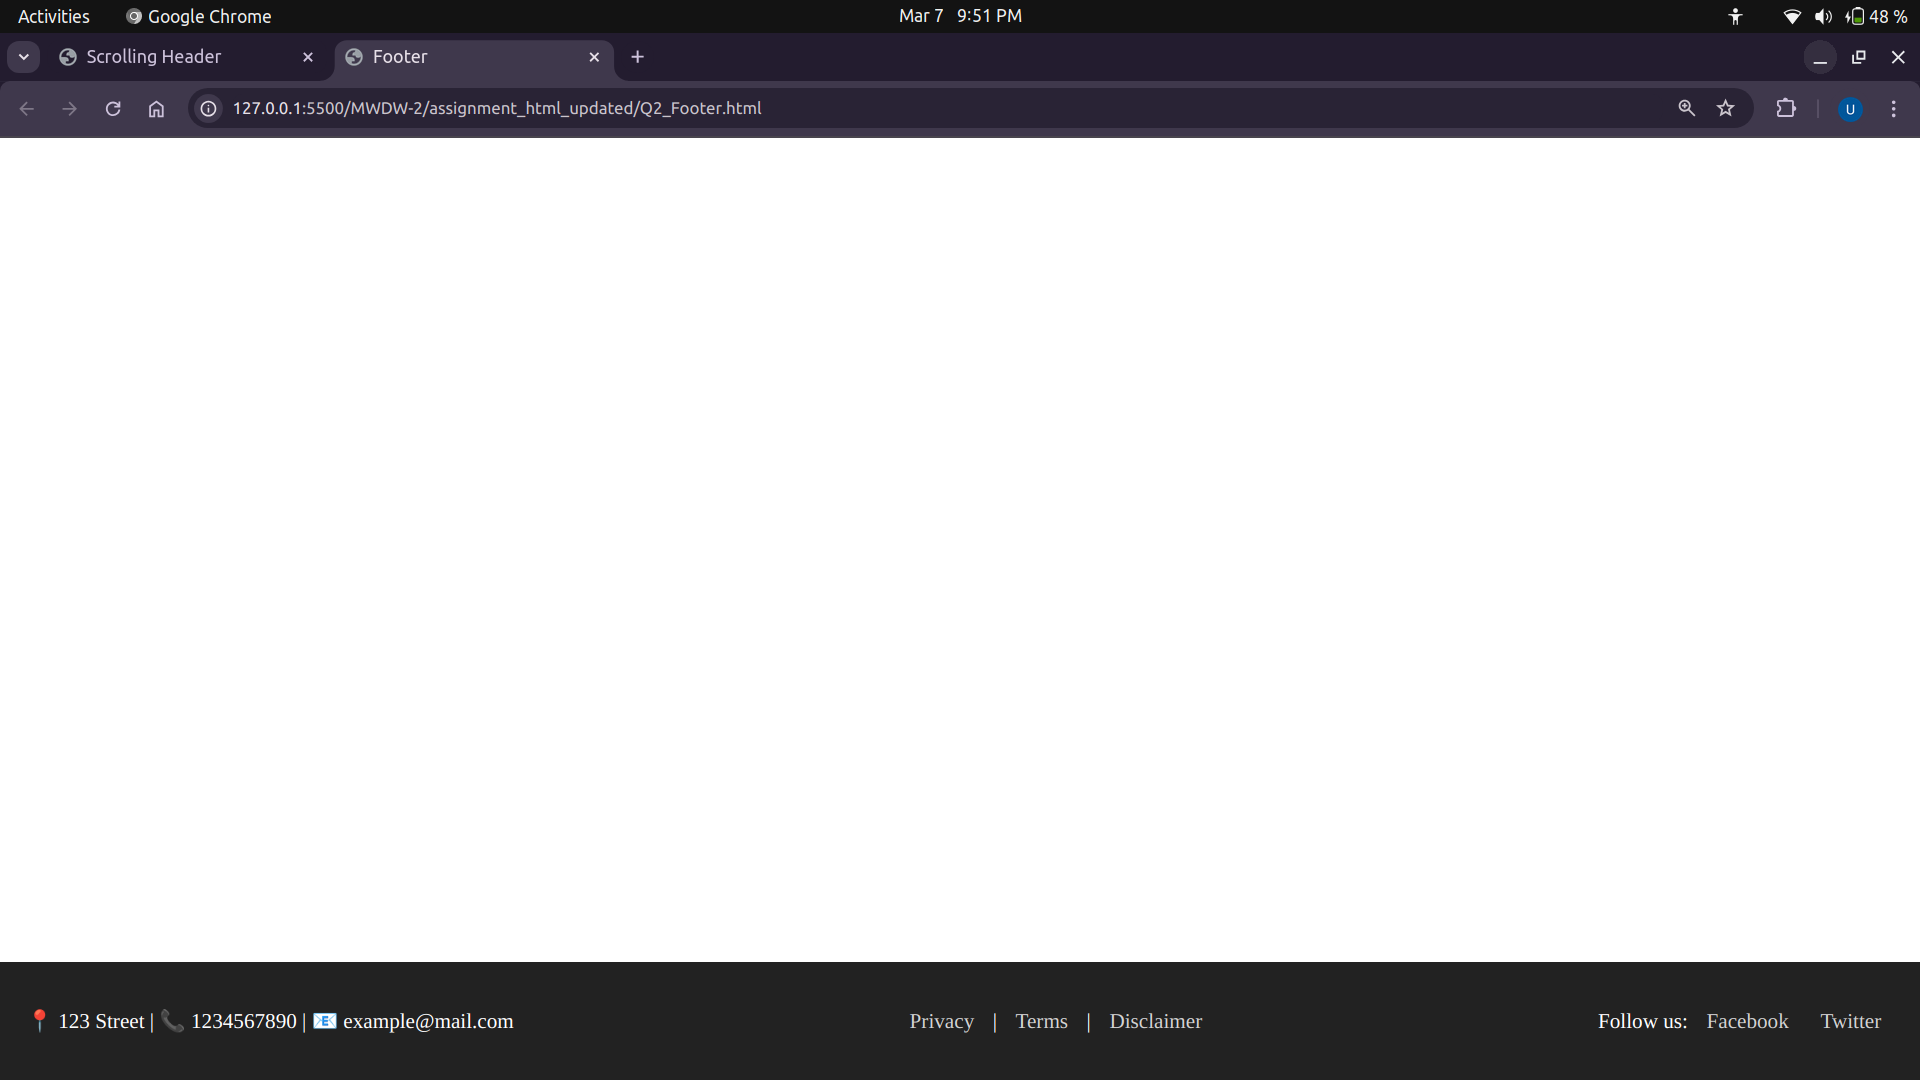 Activities Google Chrome Mar 7 9:51 PM 48 %
Scrolling Header Footer
127.0.0.1:5500/MWDW-2/assignment_html_updated/Q2_Footer.html U
📍 123 Street | 📞 1234567890 | 📧 example@mail.com Privacy | Terms | Disclaimer Follow us: Facebook Twitter